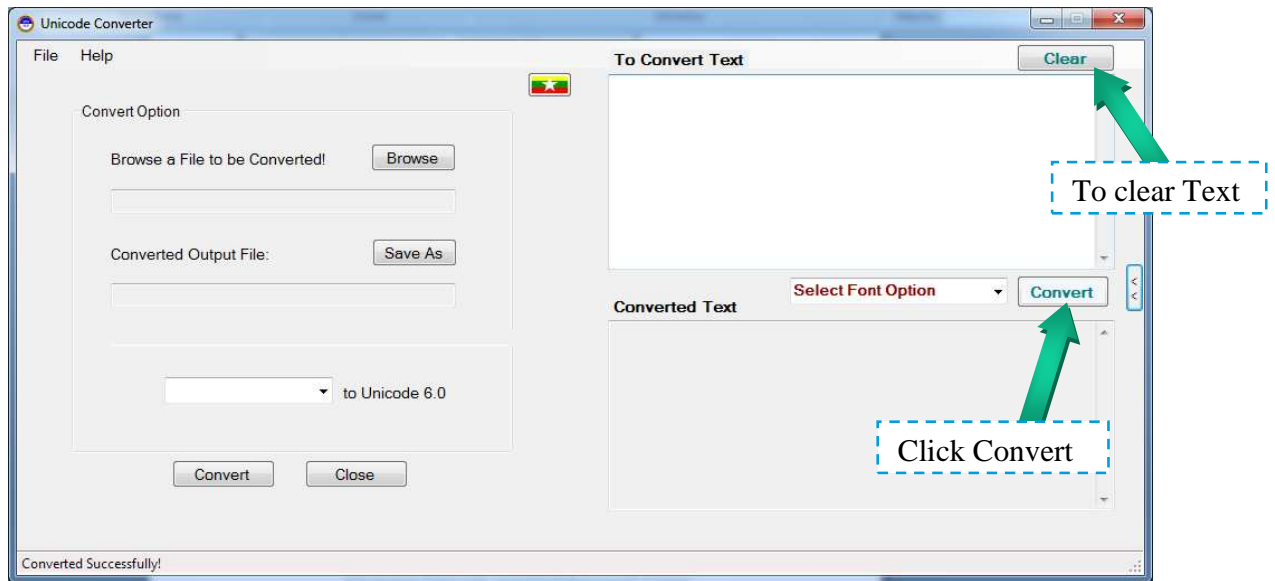 Unicode Converter
File Help
To Convert Text
Clear
Convert Option
Browse a File to be Converted!
Browse
To clear Text
Converted Output File:
Save As
Select Font Option
Convert
<
<
Converted Text
to Unicode 6.0
Click Convert
Convert
Close
Converted Successfully!